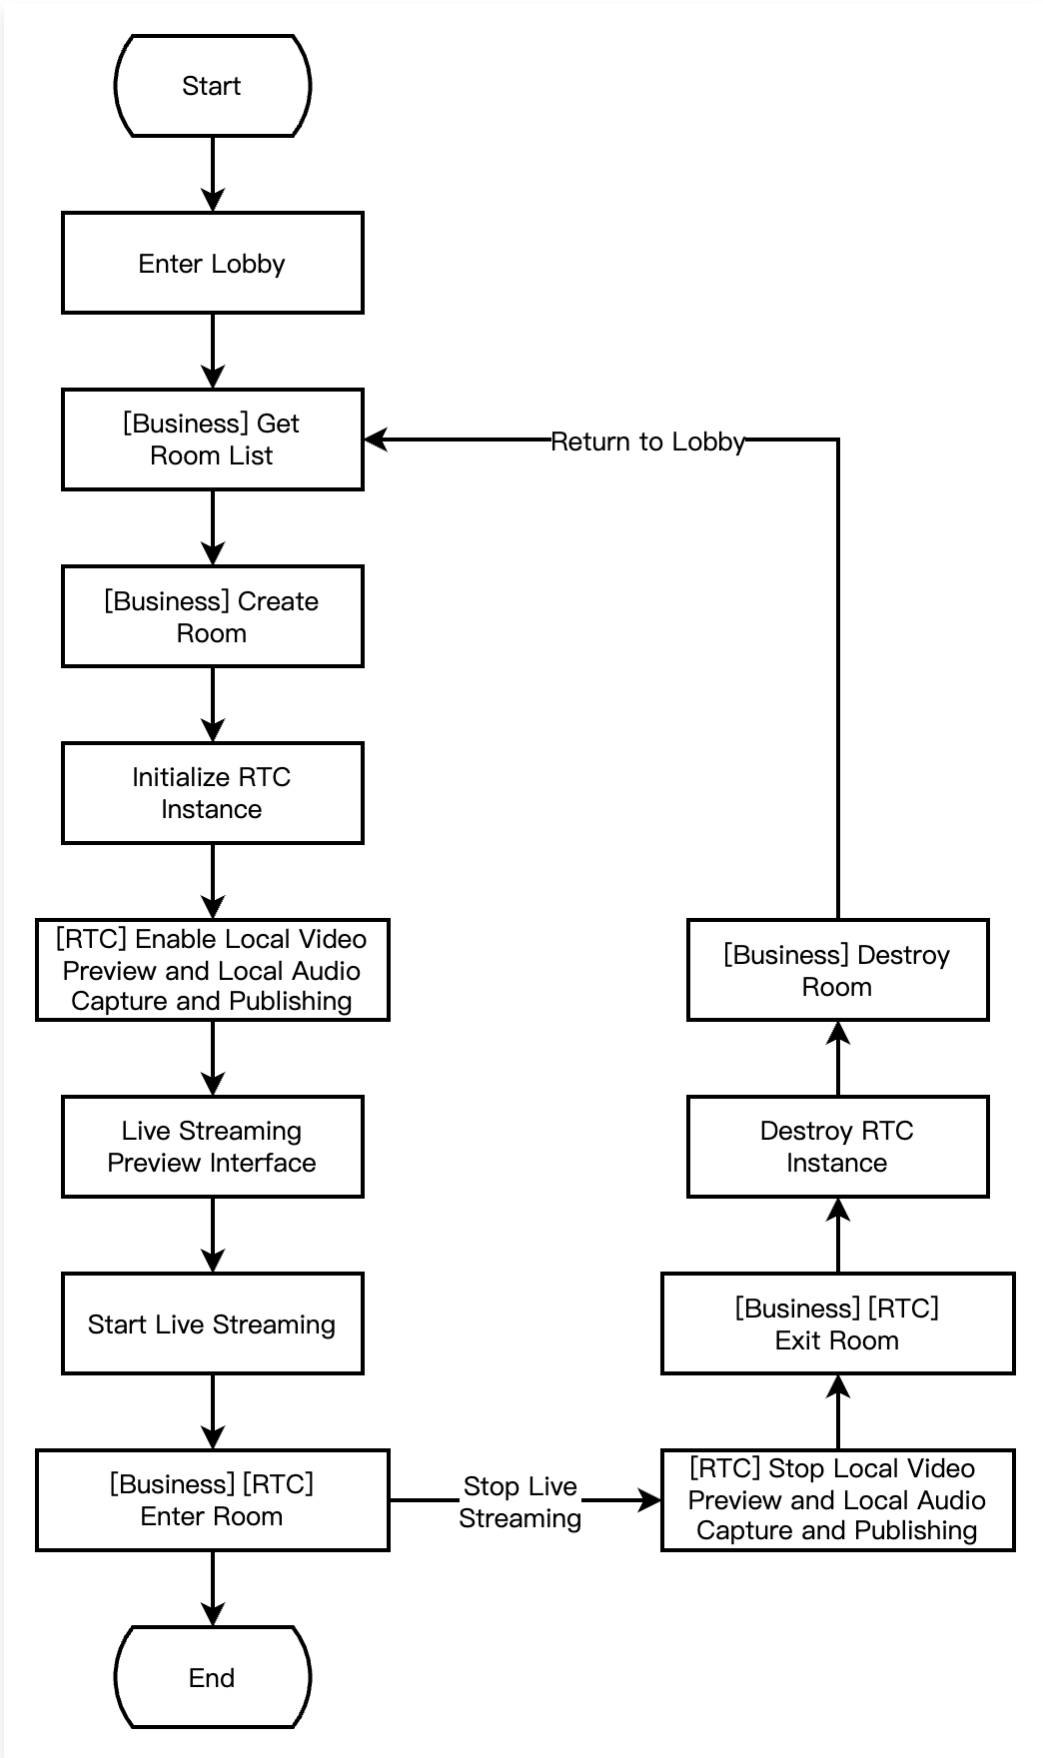 Start
Enter Lobby
[Business] Get
Room List
Return to Lobby
[Business] Create
Room
Initialize RTC
Instance
[RTC] Enable Local Video
Preview and Local Audio
Capture and Publishing
[Business] Destroy
Room
Live Streaming
Preview Interface
Destroy RTC
Instance
Start Live Streaming
[Business] [RTC]
Exit Room
[Business] [RTC]
Enter Room
Stop Live
Streaming
[RTC] Stop Local Video
Preview and Local Audio
Capture and Publishing
End